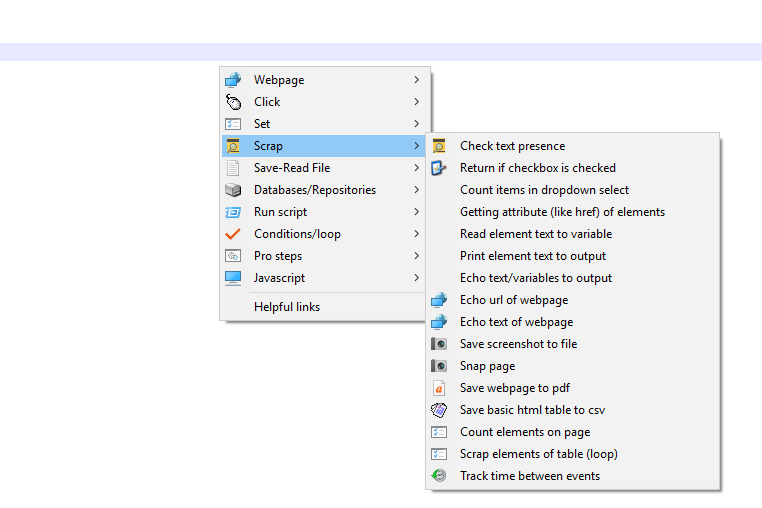 Webpage
Click
Set
Scrap
Save-Read File
Databases/Repositories
Run script
Conditions/loop
Pro steps
Javascript
Helpful links
Check text presence
Return if checkbox is checked
Count items in dropdown select
Getting attribute (like href) of elements
Read element text to variable
Print element text to output
Echo text/variables to output
Echo url of webpage
Echo text of webpage
Save screenshot to file
Snap page
Save webpage to pdf
Save basic html table to csv
Count elements on page
Scrap elements of table (loop)
Track time between events